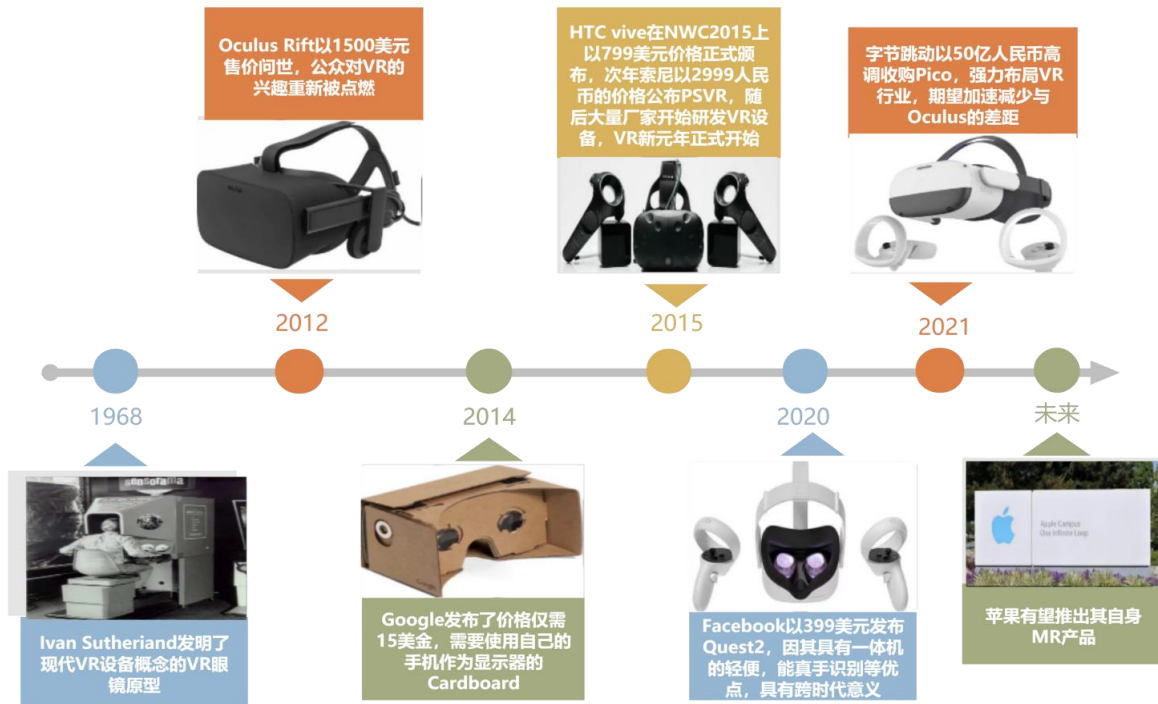 Oculus Rift以1500美元
售价问世，公众对VR的
兴趣重新被点燃
HTC vive在NWC2015上
以799美元价格正式颁
布，次年索尼以2999人民
币的价格公布PSVR，随
后大量厂家开始研发VR设
备，VR新元年正式开始
字节跳动以50亿人民币高
调收购Pico，强力布局VR
行业，期望加速减少与
Oculus的差距
2012
2015
2021
1968
2014
2020
未来
sensorama
Ivan Sutheriand发明了
现代VR设备概念的VR眼
镜原型
Google
Google发布了价格仅需
15美金，需要使用自己的
手机作为显示器的
Cardboard
Facebook以399美元发布
Quest2，因其具有一体机
的轻便，能真手识别等优
点，具有跨时代意义
Apple Campus
One Infinite Loop
苹果有望推出其自身
MR产品